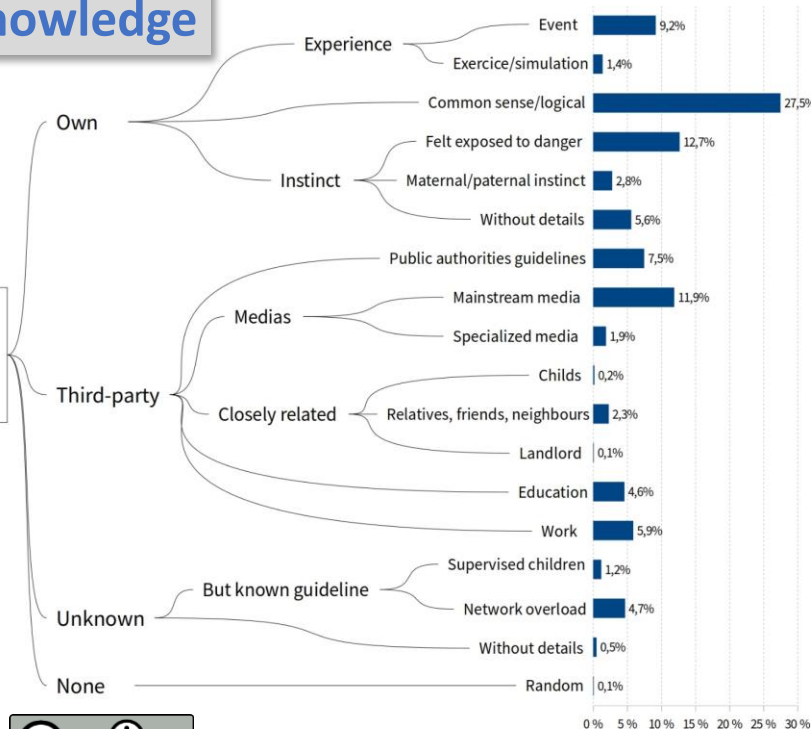 nowledge
Experience
Event
9,2%
Exercice/simulation
1,4%
Own
Common sense/logical
27,5%
Instinct
Felt exposed to danger
12,7%
Maternal/paternal instinct
2,8%
Without details
5,6%
Third-party
Public authorities guidelines
7,5%
Medias
Mainstream media
11,9%
Specialized media
1,9%
Closely related
Childs
0,2%
Relatives, friends, neighbours
2,3%
Landlord
0,1%
Education
4,6%
Work
5,9%
Unknown
But known guideline
Supervised children
1,2%
Network overload
4,7%
Without details
0,5%
None
Random
0,1%
0 % 5 % 10 % 15 % 20 % 25 % 30 %